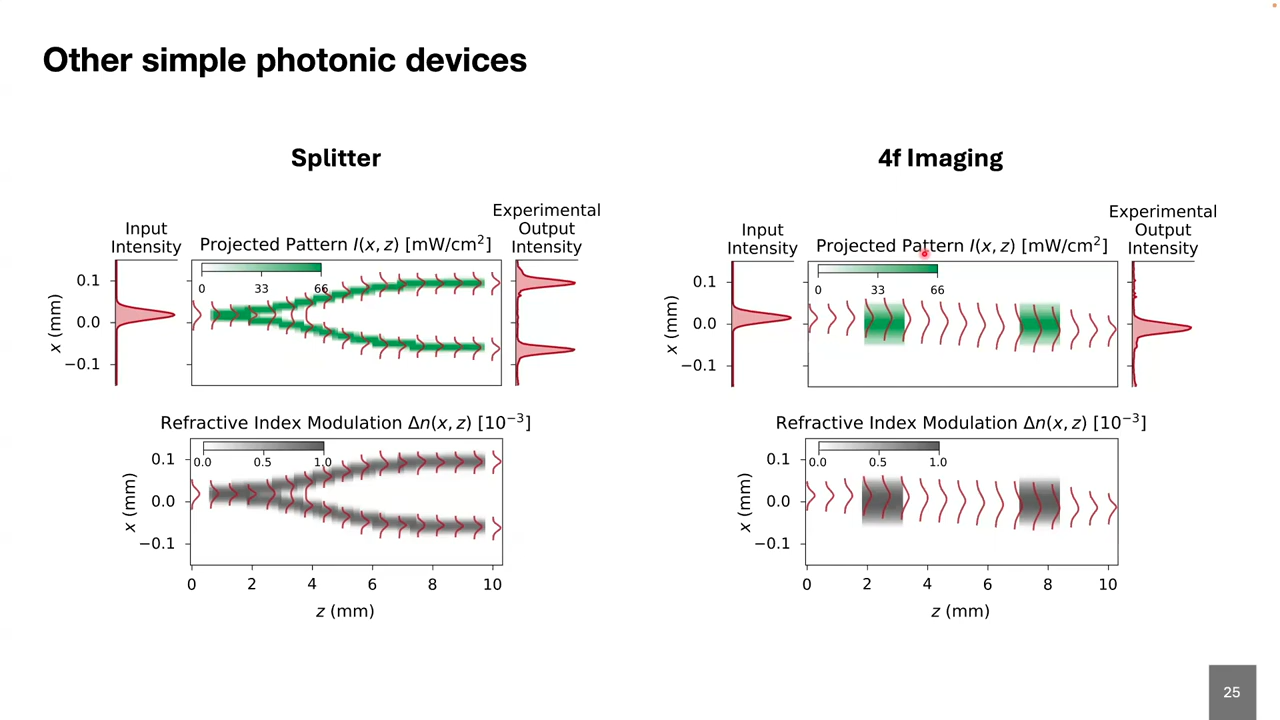 Other simple photonic devices
Splitter
Input
Intensity
Projected Pattern I(x, z) [mW/cm²]
Experimental
Output
Intensity
0 33 66
0.1
0.0
−0.1
x (mm)
Refractive Index Modulation Δn(x, z) [10⁻³]
0.0 0.5 1.0
0.1
0.0
−0.1
x (mm)
0 2 4 6 8 10
z (mm)
4f Imaging
Input
Intensity
Projected Pattern I(x, z) [mW/cm²]
Experimental
Output
Intensity
0 33 66
0.1
0.0
−0.1
x (mm)
Refractive Index Modulation Δn(x, z) [10⁻³]
0.0 0.5 1.0
0.1
0.0
−0.1
x (mm)
0 2 4 6 8 10
z (mm)
25